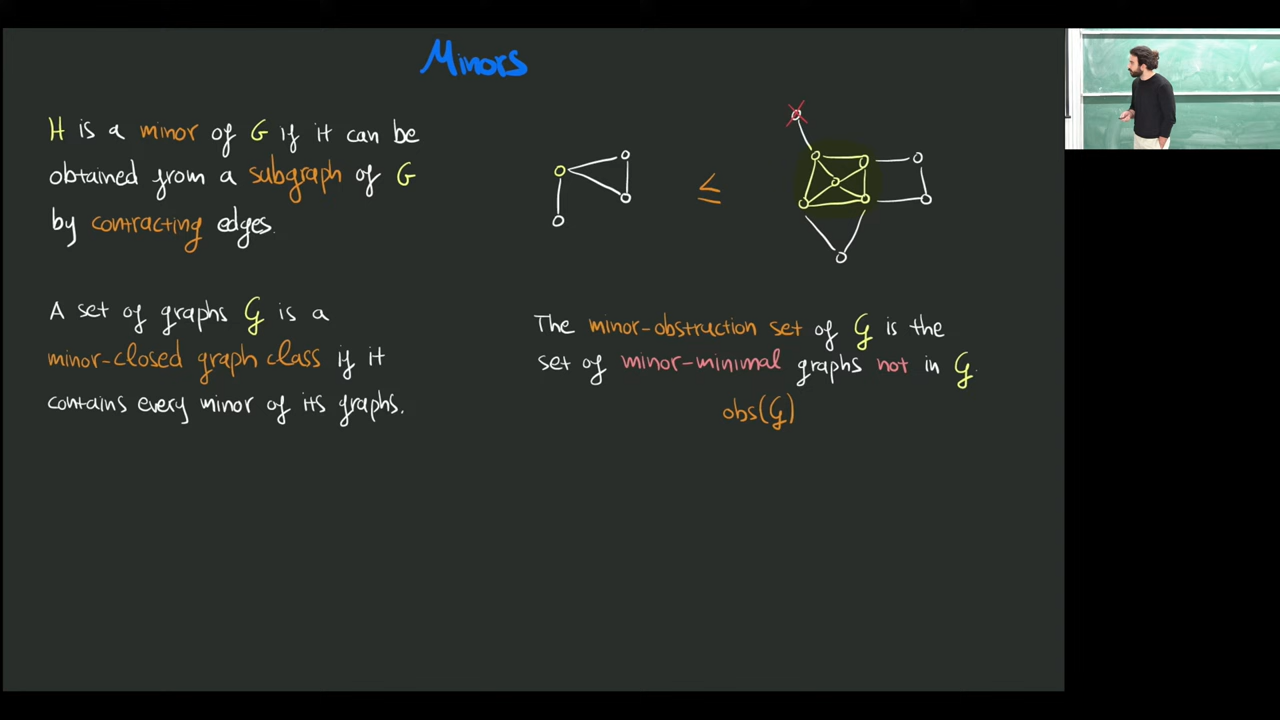 Minors
H is a minor of G if it can be
obtained from a subgraph of G
by contracting edges.
≤
A set of graphs G is a
minor-closed graph class if it
contains every minor of its graphs.
The minor-obstruction set of G is the
set of minor-minimal graphs not in G.
obs(G)